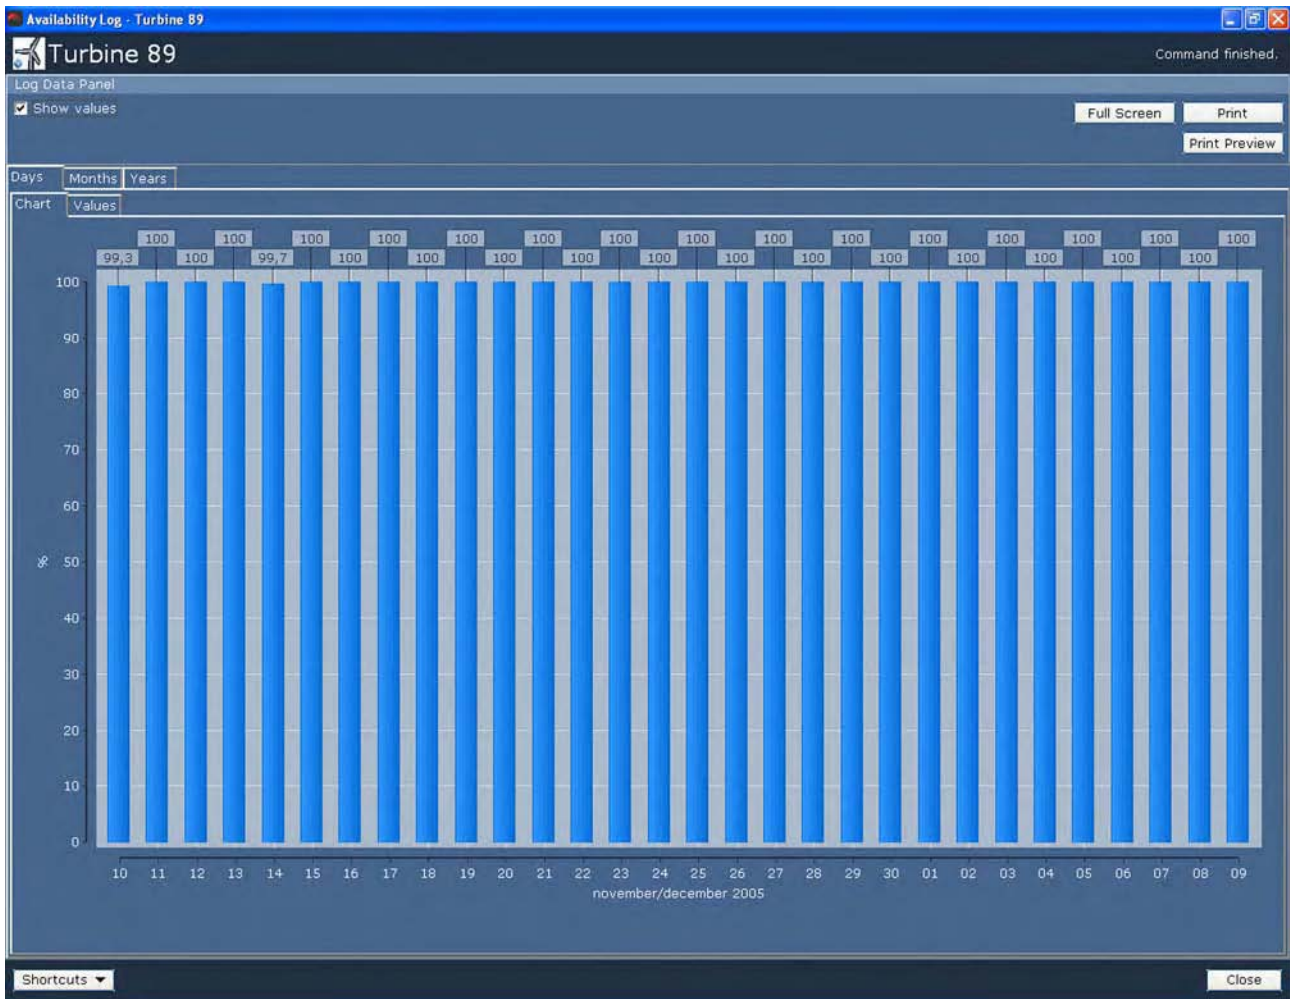 Availability Log - Turbine 89
Turbine 89
Command finished.
Log Data Panel
Show values
Full Screen
Print
Print Preview
Days Months Years
Chart Values
100 100 100 100 100 100 100 100 100 100 100 100 100 100 100
99,3 100 99,7 100 100 100 100 100 100 100 100 100 100 100 100
100
90
80
70
60
%
50
40
30
20
10
0
10 11 12 13 14 15 16 17 18 19 20 21 22 23 24 25 26 27 28 29 30 01 02 03 04 05 06 07 08 09
november/december 2005
Shortcuts
Close